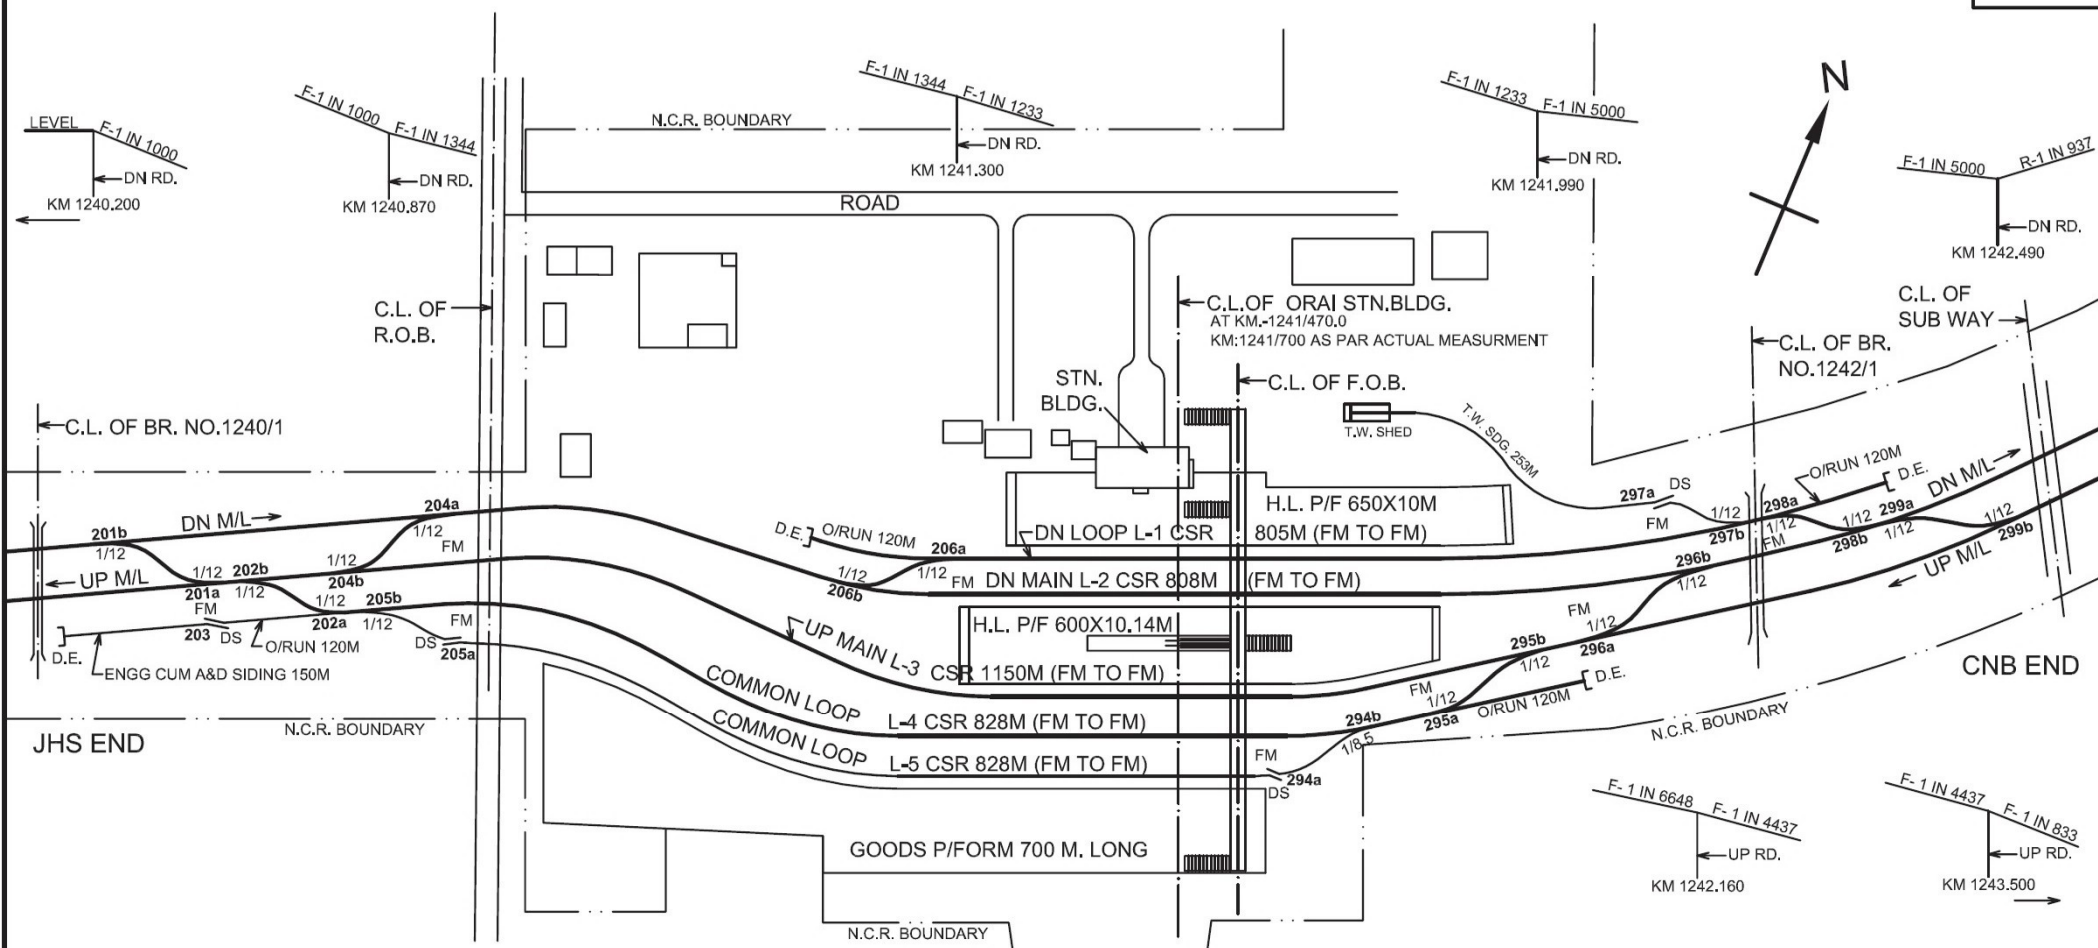 N
LEVEL
F-1 IN 1000
DN RD.
KM 1240.200
F-1 IN 1000
F-1 IN 1344
DN RD.
KM 1240.870
F-1 IN 1344
F-1 IN 1233
DN RD.
KM 1241.300
F-1 IN 1233
F-1 IN 5000
DN RD.
KM 1241.990
F-1 IN 5000
R-1 IN 937
DN RD.
KM 1242.490
N.C.R. BOUNDARY
ROAD
C.L. OF
R.O.B.
C.L.OF ORAI STN.BLDG.
AT KM.-1241/470.0
KM:1241/700 AS PAR ACTUAL MEASURMENT
C.L. OF
SUB WAY
C.L. OF BR.
NO.1242/1
STN.
BLDG.
C.L. OF F.O.B.
T.W. SHED
T.W. SDG. 253M
C.L. OF BR. NO.1240/1
201b
1/12
DN M/L
204a
1/12
FM
UP M/L
1/12
201a
202b
1/12
1/12
204b
FM
203
DS
O/RUN 120M
1/12
202a
205b
1/12
FM
DS
205a
D.E.
ENGG CUM A&D SIDING 150M
D.E.
O/RUN 120M
206a
1/12
1/12
206b
FM
H.L. P/F 650X10M
DN LOOP L-1 CSR
805M (FM TO FM)
DN MAIN L-2 CSR 808M
(FM TO FM)
H.L. P/F 600X10.14M
UP MAIN L-3
CSR 1150M (FM TO FM)
COMMON LOOP
L-4 CSR 828M (FM TO FM)
COMMON LOOP
L-5 CSR 828M (FM TO FM)
297a
DS
FM
1/12
297b
298a
1/12
FM
O/RUN 120M
D.E.
DN M/L
1/12
298b
299a
1/12
1/12
299b
UP M/L
296b
1/12
FM
1/12
296a
295b
1/12
FM
1/12
295a
O/RUN 120M
D.E.
294b
1/8.5
FM
294a
DS
JHS END
N.C.R. BOUNDARY
CNB END
N.C.R. BOUNDARY
GOODS P/FORM 700 M. LONG
N.C.R. BOUNDARY
F- 1 IN 6648
F- 1 IN 4437
UP RD.
KM 1242.160
F- 1 IN 4437
F- 1 IN 833
UP RD.
KM 1243.500